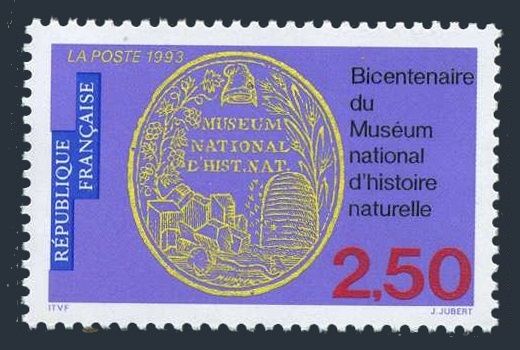 LA POSTE 1993
RÉPUBLIQUE
FRANÇAISE
MUSEUM
NATIONAL
D'HIST. NAT.
Bicentenaire
du
Muséum
national
d'histoire
naturelle
2,50
ITVF
J. JUBERT